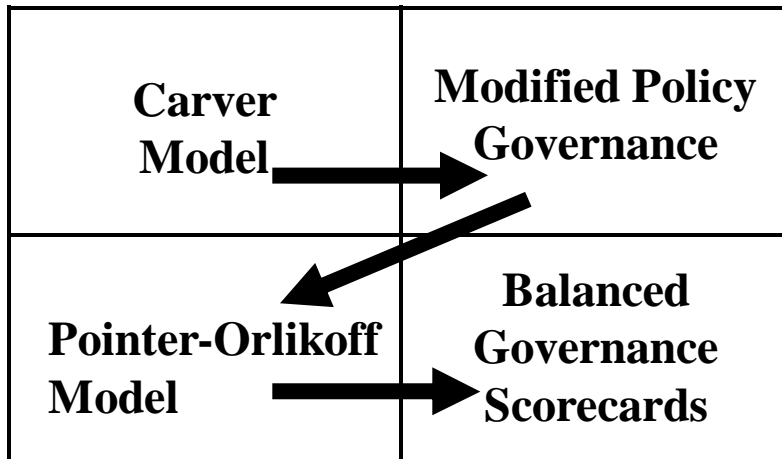 Carver
Model
Modified Policy
Governance
Pointer-Orlikoff
Model
Balanced
Governance
Scorecards